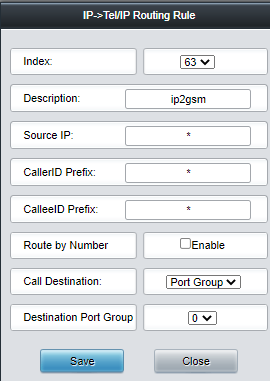 IP->Tel/IP Routing Rule
Index: 63
Description: ip2gsm
Source IP: *
CallerID Prefix: *
CalleeID Prefix: *
Route by Number Enable
Call Destination: Port Group
Destination Port Group 0
Save Close